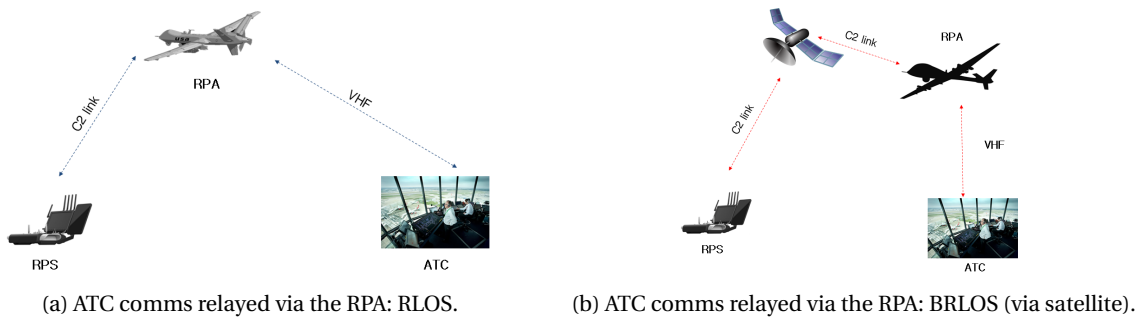 RPA
C2 link
VHF
RPS
ATC
(a) ATC comms relayed via the RPA: RLOS.
C2 link
RPA
C2 link
VHF
RPS
ATC
(b) ATC comms relayed via the RPA: BRLOS (via satellite).